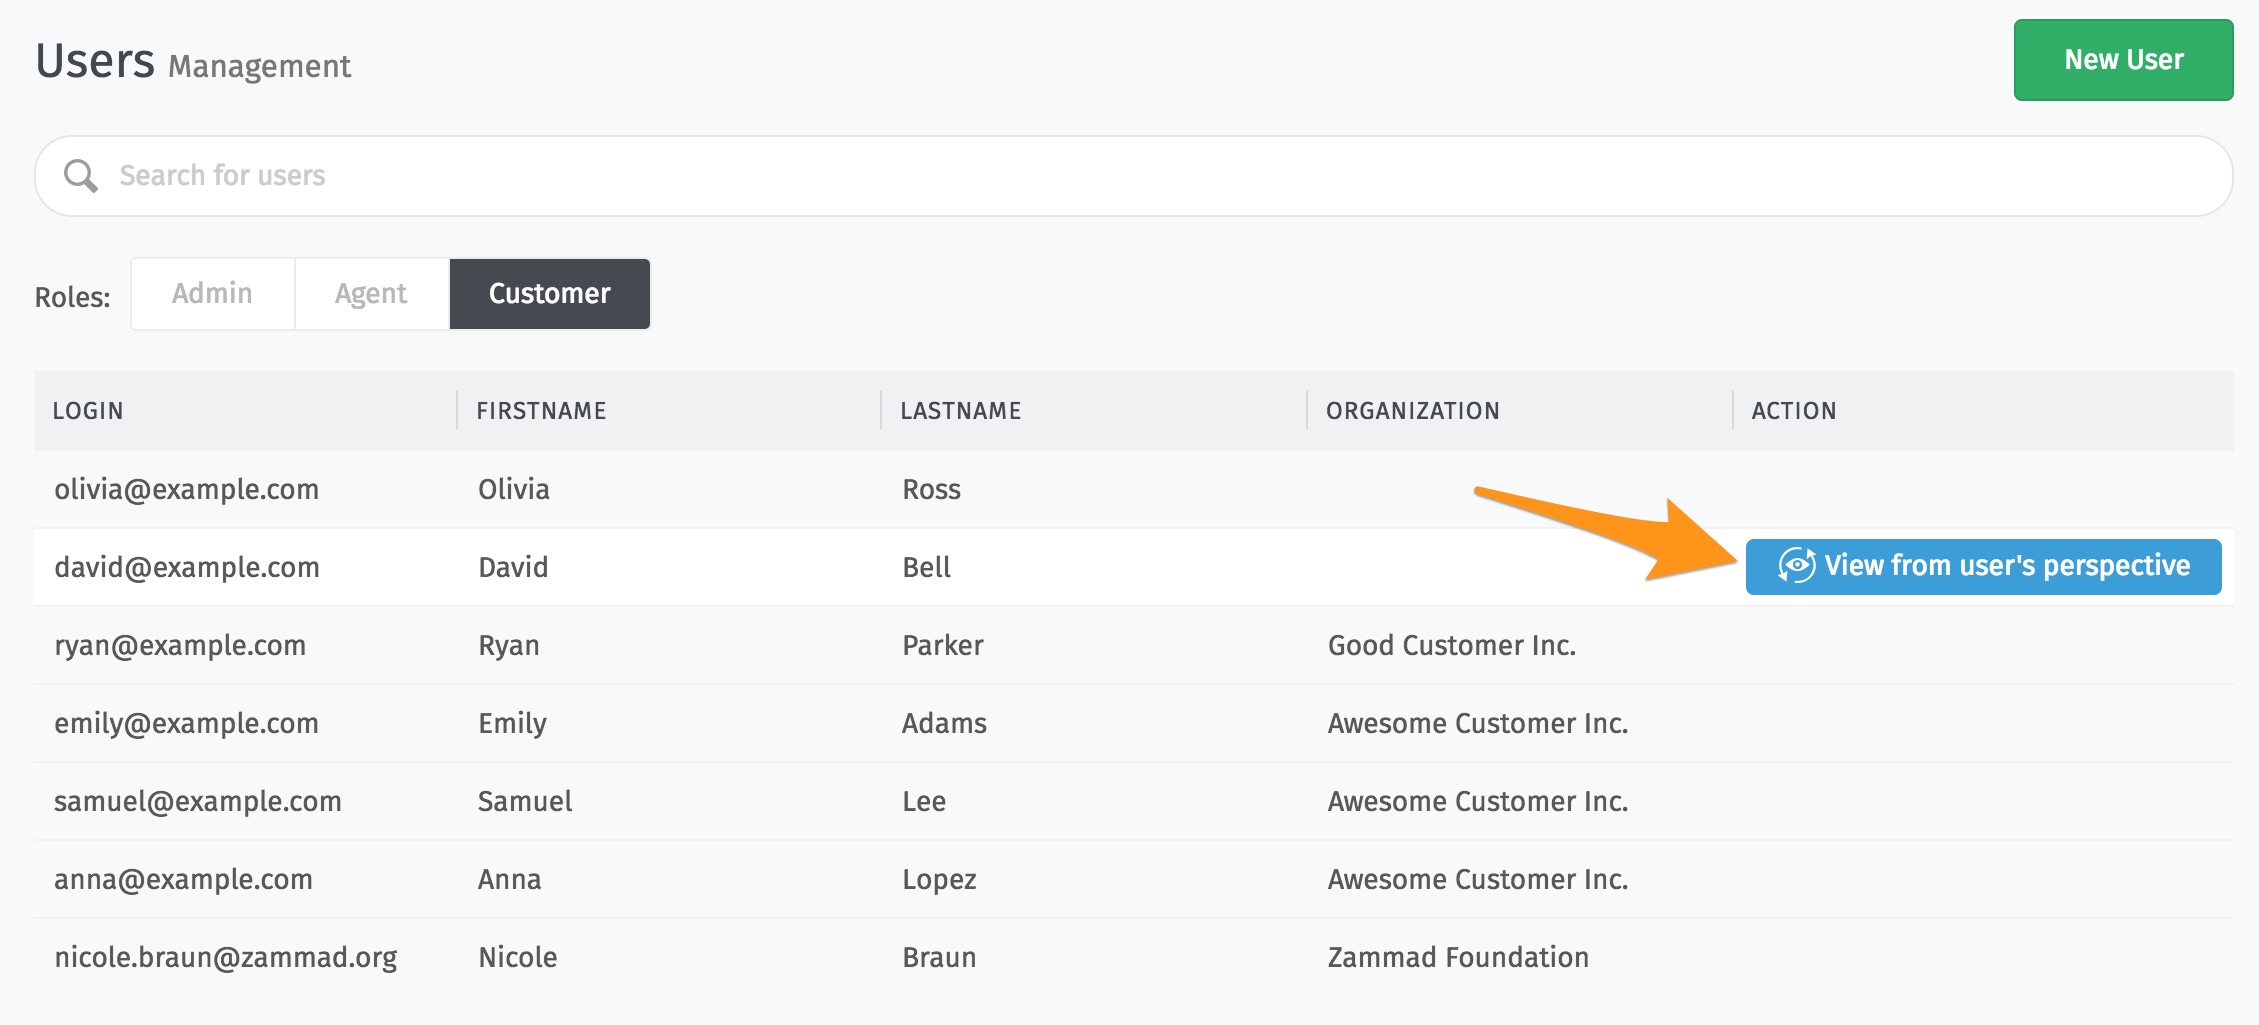 Users Management
New User
Search for users
Roles: Admin Agent Customer
LOGIN FIRSTNAME LASTNAME ORGANIZATION ACTION
olivia@example.com Olivia Ross
david@example.com David Bell View from user's perspective
ryan@example.com Ryan Parker Good Customer Inc.
emily@example.com Emily Adams Awesome Customer Inc.
samuel@example.com Samuel Lee Awesome Customer Inc.
anna@example.com Anna Lopez Awesome Customer Inc.
nicole.braun@zammad.org Nicole Braun Zammad Foundation